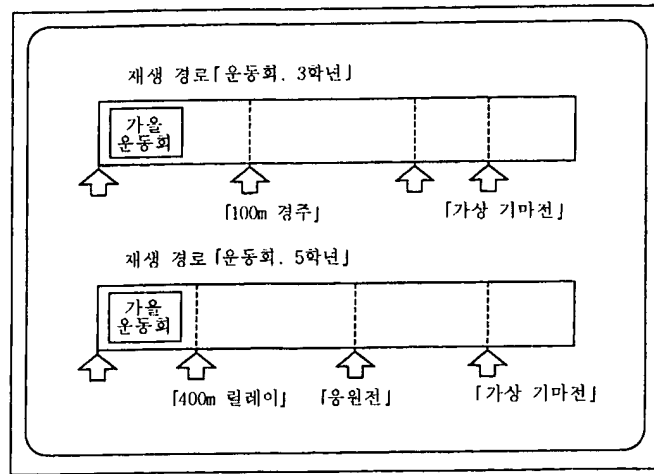 재생 경로「운동회. 3학년」
가을
운동회
「100m 경주」
「가상 기마전」
재생 경로「운동회. 5학년」
가을
운동회
「400m 릴레이」
「응원전」
「가상 기마전」